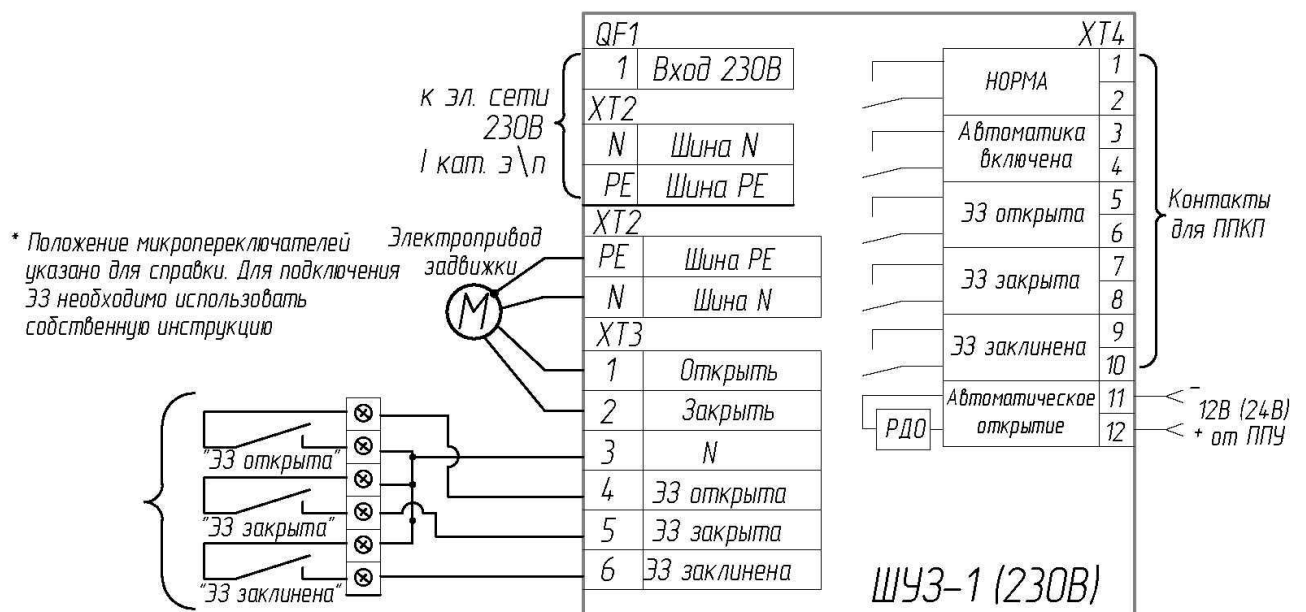 QF1
1 Вход 230В
к эл. сети
230В
I кат. э\п
XT2
N Шина N
PE Шина PE
* Положение микропереключателей
указано для справки. Для подключения
ЭЗ необходимо использовать
собственную инструкцию
Электропривод
задвижки
M
XT2
PE Шина PE
N Шина N
XT3
1 Открыть
2 Закрыть
3 N
4 ЭЗ открыта
5 ЭЗ закрыта
6 ЭЗ заклинена
"ЭЗ открыта"
"ЭЗ закрыта"
"ЭЗ заклинена"
XT4
НОРМА 1
2
Автоматика 3
включена 4
ЭЗ открыта 5
6
ЭЗ закрыта 7
8
ЭЗ заклинена 9
10
Автоматическое 11
открытие 12
РДО
Контакты
для ППКП
- 12В (24В)
+ от ППУ
ШУЗ-1 (230В)